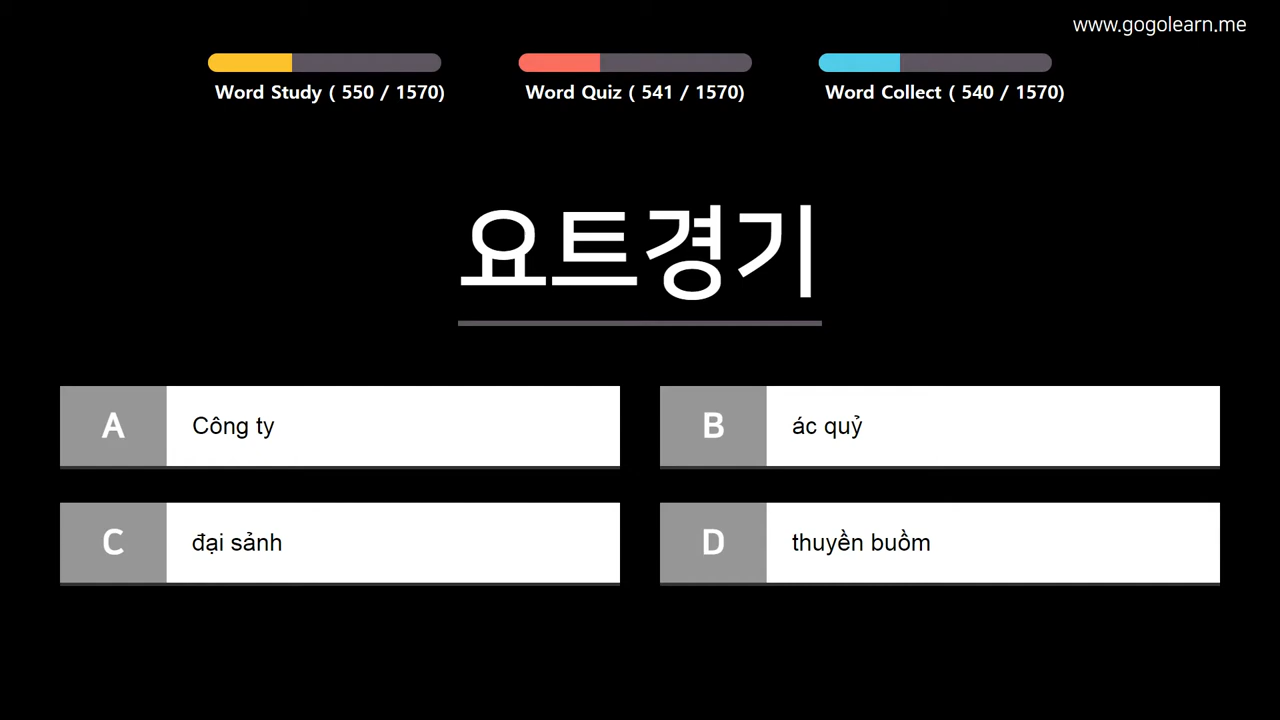 www.gogolearn.me
Word Study ( 550 / 1570)
Word Quiz ( 541 / 1570)
Word Collect ( 540 / 1570)
요트경기
A
Công ty
B
ác quỷ
C
đại sảnh
D
thuyền buồm